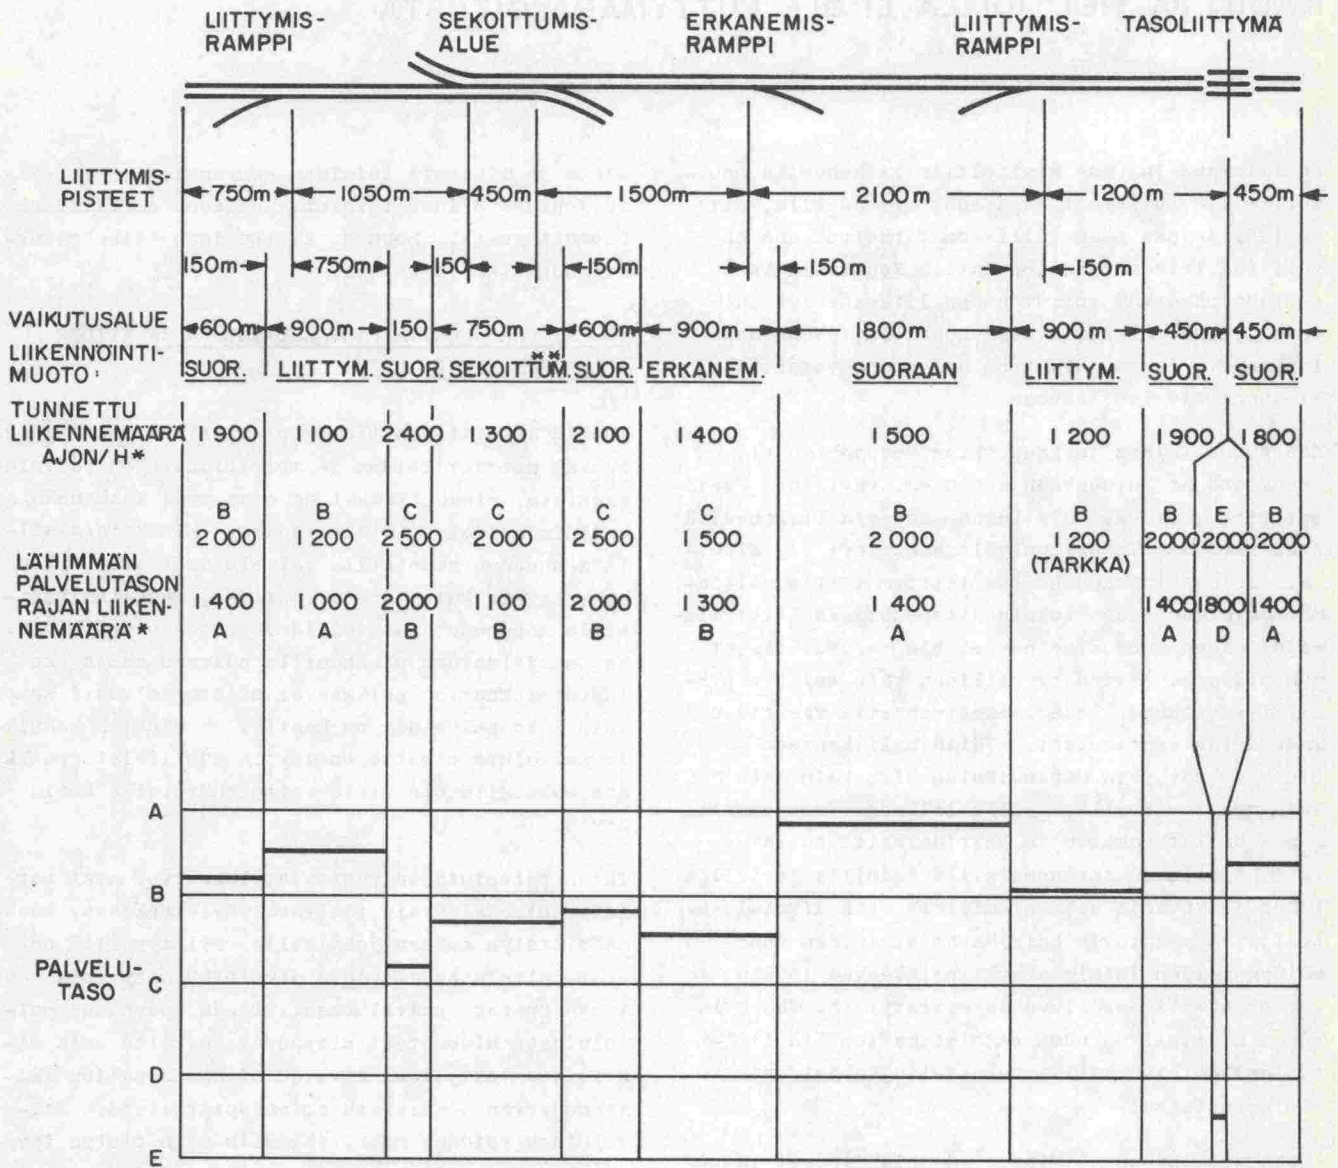 LIITTYMIS- SEKOITTUMIS- ERKANEMIS- LIITTYMIS- TASOLIITTYMÄ
RAMPPI ALUE RAMPPI RAMPPI
LIITTYMIS-
PISTEET
750m 1050m 450m 1500m 2100m 1200m 450m
150m 750m 150 150m 150m 150m
VAIKUTUSALUE 600m 900m 150 750m 600m 900m 1800m 900m 450m 450m
LIIKENNÖINTI-
MUOTO: SUOR. LIITTYM. SUOR. SEKOITTUM.** SUOR. ERKANEM. SUORAAN LIITTYM. SUOR. SUOR.
TUNNETTU
LIIKENNEMÄÄRÄ 1900 1100 2400 1300 2100 1400 1500 1200 1900 1800
AJON/H*
B B C C C C B B B E B
2000 1200 2500 2000 2500 1500 2000 1200 2000 2000 2000
(TARKKA)
LÄHIMMÄN
PALVELUTASON
RAJAN LIIKEN-
NEMÄÄRÄ*
1400 1000 2000 1100 2000 1300 1400 1400 1800 1400
A A B B B B A A D A
A
B
PALVELU-
TASO
C
D
E